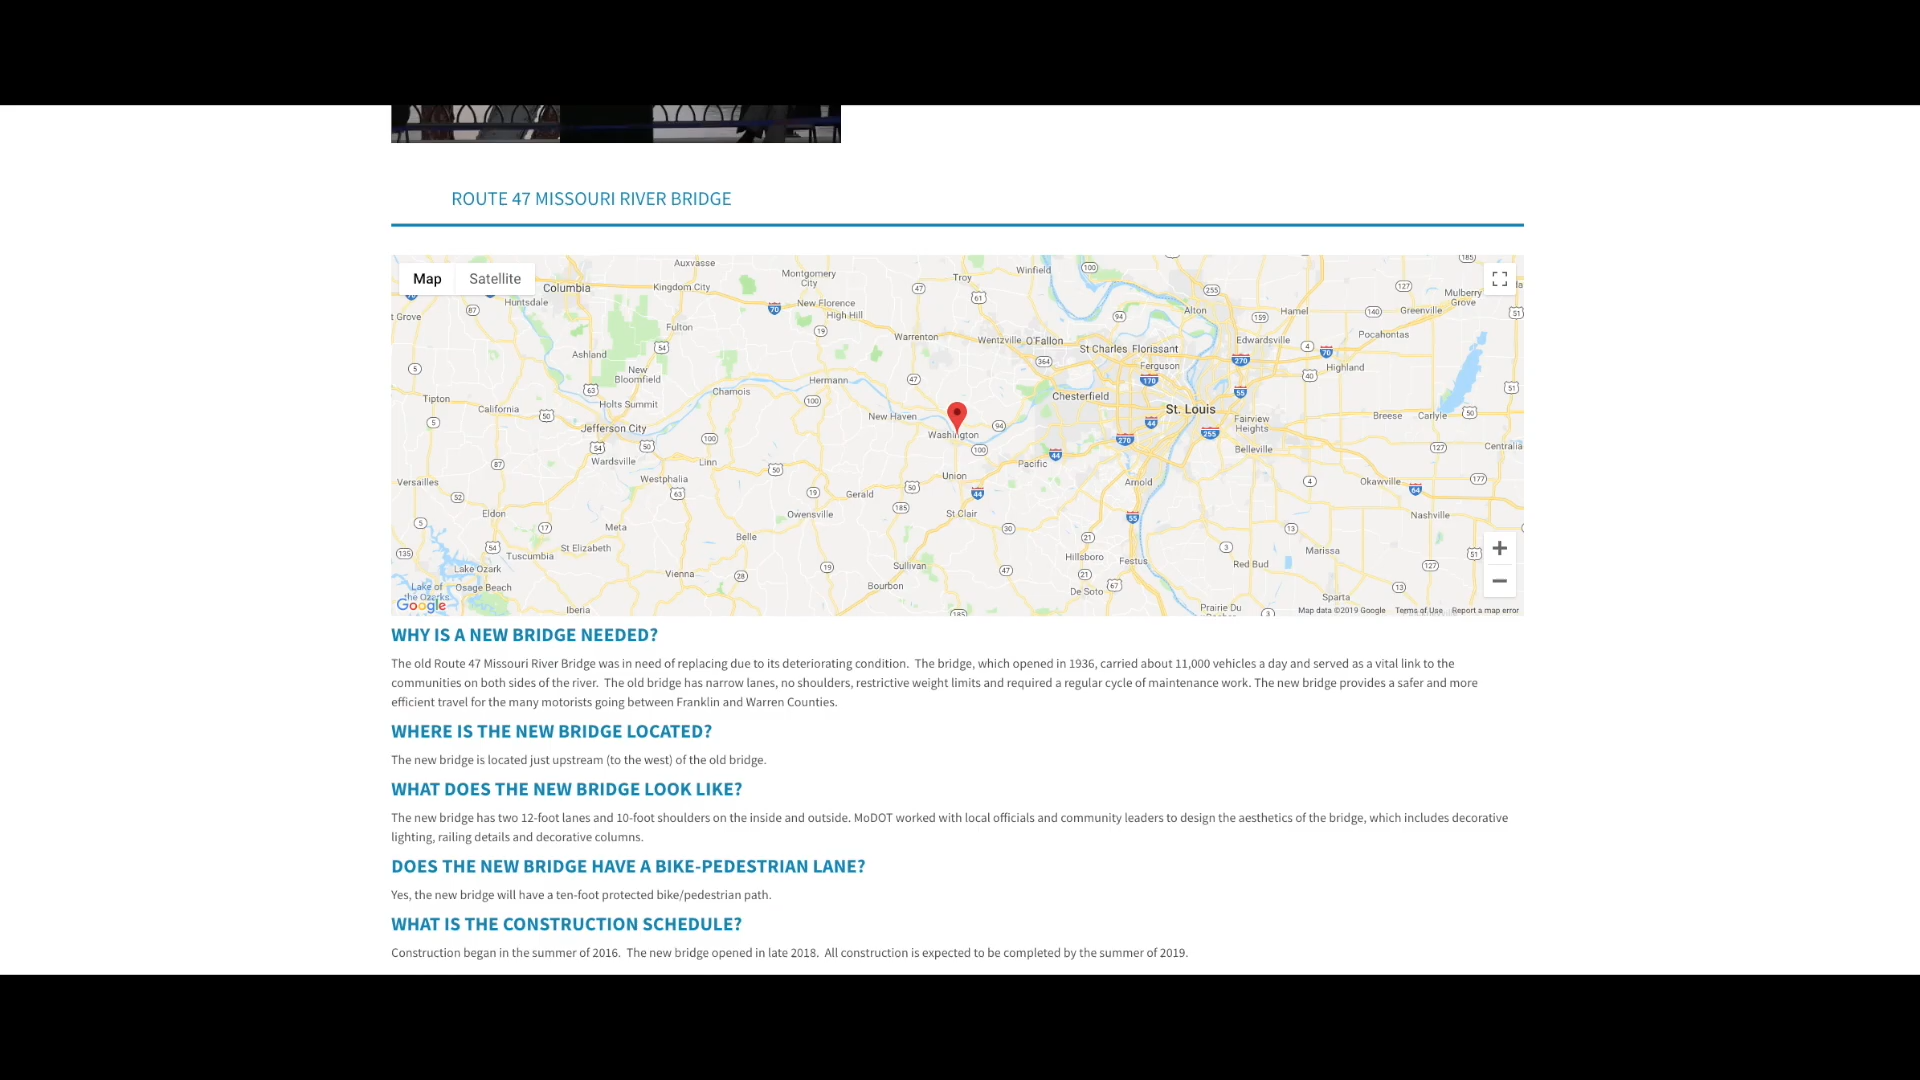 ROUTE 47 MISSOURI RIVER BRIDGE
Map
Satellite
Auxvasse
Columbia
Kingdom City
Montgomery
City
Troy
Winfield
Huntsdale
New Florence
High Hill
Alton
Hamel
Mulberry
Grove
Greenville
t Grove
Fulton
Warrenton
Wentzville
O'Fallon
St Charles
Florissant
Edwardsville
Pocahontas
Ashland
New
Bloomfield
Ferguson
Highland
Tipton
California
Holts Summit
Chamois
Hermann
Chesterfield
St. Louis
New Haven
Washington
Fairview
Heights
Breese
Carlyle
Jefferson City
Belleville
Centralia
Wardsville
Linn
Pacific
Union
Westphalia
Versailles
Gerald
Arnold
Okawville
Eldon
Owensville
St Clair
Nashville
Meta
Belle
St Elizabeth
Tuscumbia
Hillsboro
Festus
Marissa
Red Bud
Lake Ozark
Osage Beach
Lake of
the Ozarks
Vienna
Sullivan
Bourbon
De Soto
Sparta
Iberia
Prairie Du
Google
Map data ©2019 Google
Terms of Use
Report a map error
WHY IS A NEW BRIDGE NEEDED?
The old Route 47 Missouri River Bridge was in need of replacing due to its deteriorating condition. The bridge, which opened in 1936, carried about 11,000 vehicles a day and served as a vital link to the
communities on both sides of the river. The old bridge has narrow lanes, no shoulders, restrictive weight limits and required a regular cycle of maintenance work. The new bridge provides a safer and more
efficient travel for the many motorists going between Franklin and Warren Counties.
WHERE IS THE NEW BRIDGE LOCATED?
The new bridge is located just upstream (to the west) of the old bridge.
WHAT DOES THE NEW BRIDGE LOOK LIKE?
The new bridge has two 12-foot lanes and 10-foot shoulders on the inside and outside. MoDOT worked with local officials and community leaders to design the aesthetics of the bridge, which includes decorative
lighting, railing details and decorative columns.
DOES THE NEW BRIDGE HAVE A BIKE-PEDESTRIAN LANE?
Yes, the new bridge will have a ten-foot protected bike/pedestrian path.
WHAT IS THE CONSTRUCTION SCHEDULE?
Construction began in the summer of 2016. The new bridge opened in late 2018. All construction is expected to be completed by the summer of 2019.